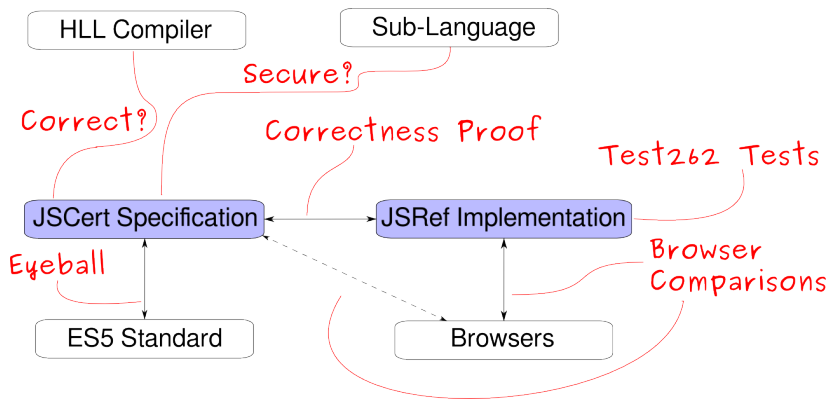 HLL Compiler
Sub-Language
Secure?
Correct?
Correctness Proof
Test262 Tests
JSCert Specification
JSRef Implementation
Eyeball
Browser
Comparisons
ES5 Standard
Browsers